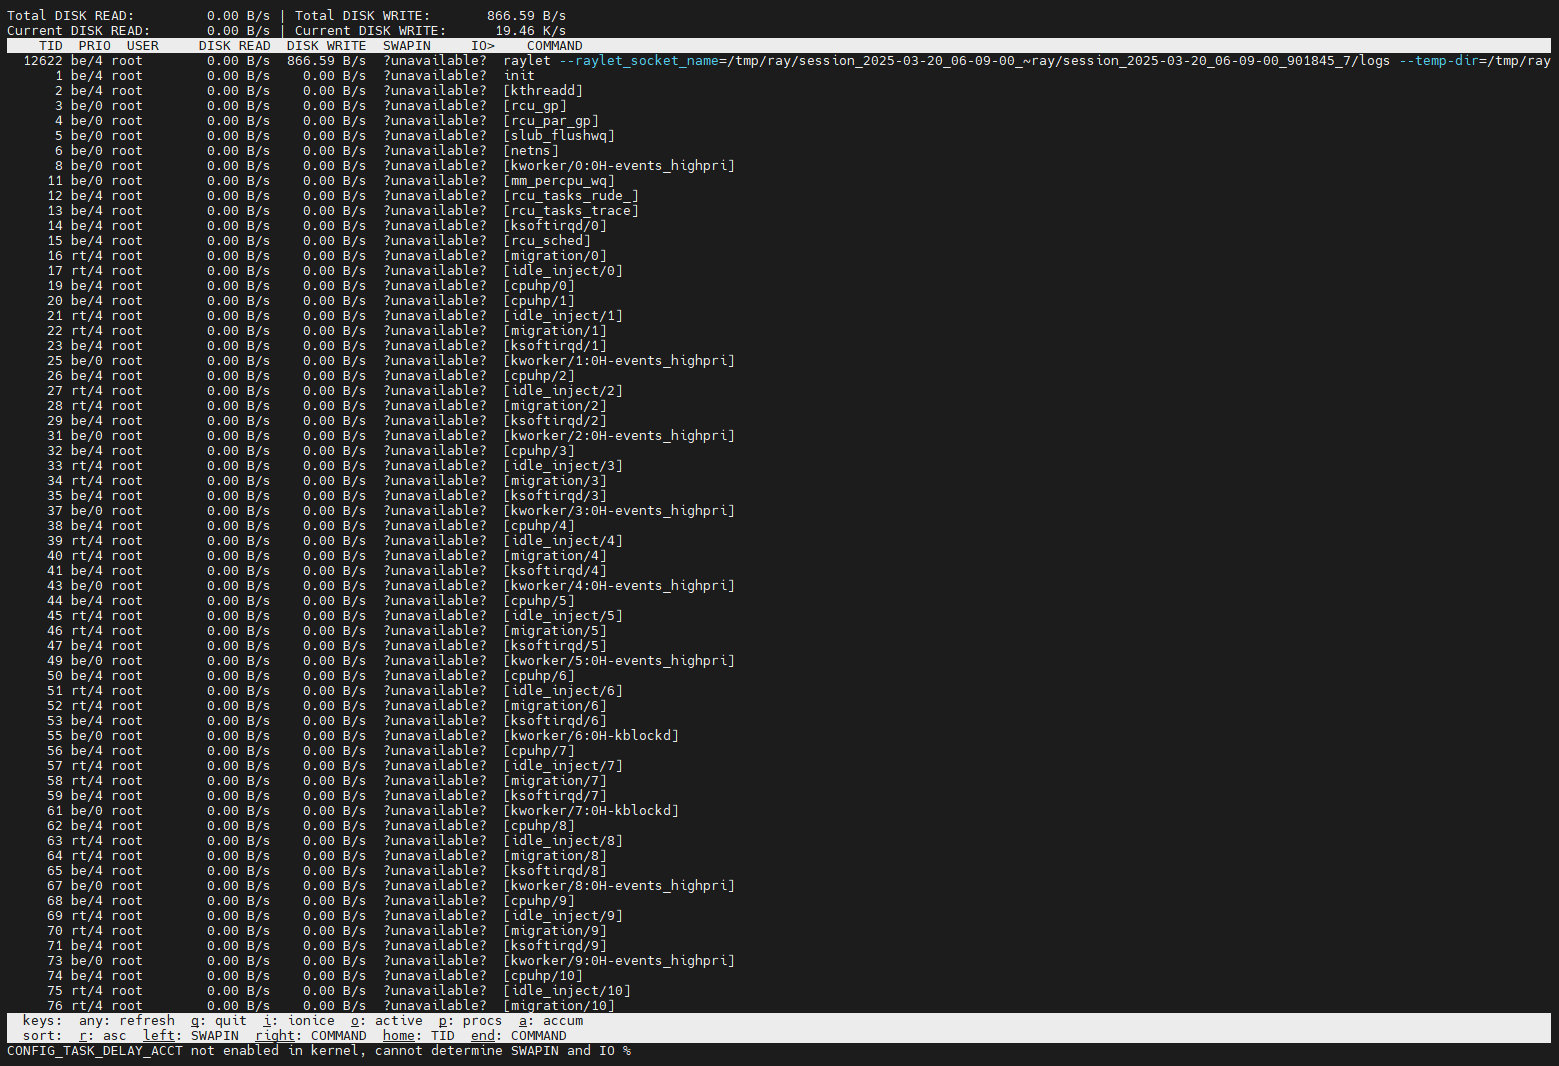 Total DISK READ:         0.00 B/s | Total DISK WRITE:       866.59 B/s
Current DISK READ:       0.00 B/s | Current DISK WRITE:      19.46 K/s
    TID  PRIO  USER     DISK READ  DISK WRITE  SWAPIN     IO>    COMMAND
  12622 be/4 root        0.00 B/s  866.59 B/s  ?unavailable?  raylet --raylet_socket_name=/tmp/ray/session_2025-03-20_06-09-00_~ray/session_2025-03-20_06-09-00_901845_7/logs --temp-dir=/tmp/ray
      1 be/4 root        0.00 B/s    0.00 B/s  ?unavailable?  init
      2 be/4 root        0.00 B/s    0.00 B/s  ?unavailable?  [kthreadd]
      3 be/0 root        0.00 B/s    0.00 B/s  ?unavailable?  [rcu_gp]
      4 be/0 root        0.00 B/s    0.00 B/s  ?unavailable?  [rcu_par_gp]
      5 be/0 root        0.00 B/s    0.00 B/s  ?unavailable?  [slub_flushwq]
      6 be/0 root        0.00 B/s    0.00 B/s  ?unavailable?  [netns]
      8 be/0 root        0.00 B/s    0.00 B/s  ?unavailable?  [kworker/0:0H-events_highpri]
     11 be/0 root        0.00 B/s    0.00 B/s  ?unavailable?  [mm_percpu_wq]
     12 be/4 root        0.00 B/s    0.00 B/s  ?unavailable?  [rcu_tasks_rude_]
     13 be/4 root        0.00 B/s    0.00 B/s  ?unavailable?  [rcu_tasks_trace]
     14 be/4 root        0.00 B/s    0.00 B/s  ?unavailable?  [ksoftirqd/0]
     15 be/4 root        0.00 B/s    0.00 B/s  ?unavailable?  [rcu_sched]
     16 rt/4 root        0.00 B/s    0.00 B/s  ?unavailable?  [migration/0]
     17 rt/4 root        0.00 B/s    0.00 B/s  ?unavailable?  [idle_inject/0]
     19 be/4 root        0.00 B/s    0.00 B/s  ?unavailable?  [cpuhp/0]
     20 be/4 root        0.00 B/s    0.00 B/s  ?unavailable?  [cpuhp/1]
     21 rt/4 root        0.00 B/s    0.00 B/s  ?unavailable?  [idle_inject/1]
     22 rt/4 root        0.00 B/s    0.00 B/s  ?unavailable?  [migration/1]
     23 be/4 root        0.00 B/s    0.00 B/s  ?unavailable?  [ksoftirqd/1]
     25 be/0 root        0.00 B/s    0.00 B/s  ?unavailable?  [kworker/1:0H-events_highpri]
     26 be/4 root        0.00 B/s    0.00 B/s  ?unavailable?  [cpuhp/2]
     27 rt/4 root        0.00 B/s    0.00 B/s  ?unavailable?  [idle_inject/2]
     28 rt/4 root        0.00 B/s    0.00 B/s  ?unavailable?  [migration/2]
     29 be/4 root        0.00 B/s    0.00 B/s  ?unavailable?  [ksoftirqd/2]
     31 be/0 root        0.00 B/s    0.00 B/s  ?unavailable?  [kworker/2:0H-events_highpri]
     32 be/4 root        0.00 B/s    0.00 B/s  ?unavailable?  [cpuhp/3]
     33 rt/4 root        0.00 B/s    0.00 B/s  ?unavailable?  [idle_inject/3]
     34 rt/4 root        0.00 B/s    0.00 B/s  ?unavailable?  [migration/3]
     35 be/4 root        0.00 B/s    0.00 B/s  ?unavailable?  [ksoftirqd/3]
     37 be/0 root        0.00 B/s    0.00 B/s  ?unavailable?  [kworker/3:0H-events_highpri]
     38 be/4 root        0.00 B/s    0.00 B/s  ?unavailable?  [cpuhp/4]
     39 rt/4 root        0.00 B/s    0.00 B/s  ?unavailable?  [idle_inject/4]
     40 rt/4 root        0.00 B/s    0.00 B/s  ?unavailable?  [migration/4]
     41 be/4 root        0.00 B/s    0.00 B/s  ?unavailable?  [ksoftirqd/4]
     43 be/0 root        0.00 B/s    0.00 B/s  ?unavailable?  [kworker/4:0H-events_highpri]
     44 be/4 root        0.00 B/s    0.00 B/s  ?unavailable?  [cpuhp/5]
     45 rt/4 root        0.00 B/s    0.00 B/s  ?unavailable?  [idle_inject/5]
     46 rt/4 root        0.00 B/s    0.00 B/s  ?unavailable?  [migration/5]
     47 be/4 root        0.00 B/s    0.00 B/s  ?unavailable?  [ksoftirqd/5]
     49 be/0 root        0.00 B/s    0.00 B/s  ?unavailable?  [kworker/5:0H-events_highpri]
     50 be/4 root        0.00 B/s    0.00 B/s  ?unavailable?  [cpuhp/6]
     51 rt/4 root        0.00 B/s    0.00 B/s  ?unavailable?  [idle_inject/6]
     52 rt/4 root        0.00 B/s    0.00 B/s  ?unavailable?  [migration/6]
     53 be/4 root        0.00 B/s    0.00 B/s  ?unavailable?  [ksoftirqd/6]
     55 be/0 root        0.00 B/s    0.00 B/s  ?unavailable?  [kworker/6:0H-kblockd]
     56 be/4 root        0.00 B/s    0.00 B/s  ?unavailable?  [cpuhp/7]
     57 rt/4 root        0.00 B/s    0.00 B/s  ?unavailable?  [idle_inject/7]
     58 rt/4 root        0.00 B/s    0.00 B/s  ?unavailable?  [migration/7]
     59 be/4 root        0.00 B/s    0.00 B/s  ?unavailable?  [ksoftirqd/7]
     61 be/0 root        0.00 B/s    0.00 B/s  ?unavailable?  [kworker/7:0H-kblockd]
     62 be/4 root        0.00 B/s    0.00 B/s  ?unavailable?  [cpuhp/8]
     63 rt/4 root        0.00 B/s    0.00 B/s  ?unavailable?  [idle_inject/8]
     64 rt/4 root        0.00 B/s    0.00 B/s  ?unavailable?  [migration/8]
     65 be/4 root        0.00 B/s    0.00 B/s  ?unavailable?  [ksoftirqd/8]
     67 be/0 root        0.00 B/s    0.00 B/s  ?unavailable?  [kworker/8:0H-events_highpri]
     68 be/4 root        0.00 B/s    0.00 B/s  ?unavailable?  [cpuhp/9]
     69 rt/4 root        0.00 B/s    0.00 B/s  ?unavailable?  [idle_inject/9]
     70 rt/4 root        0.00 B/s    0.00 B/s  ?unavailable?  [migration/9]
     71 be/4 root        0.00 B/s    0.00 B/s  ?unavailable?  [ksoftirqd/9]
     73 be/0 root        0.00 B/s    0.00 B/s  ?unavailable?  [kworker/9:0H-events_highpri]
     74 be/4 root        0.00 B/s    0.00 B/s  ?unavailable?  [cpuhp/10]
     75 rt/4 root        0.00 B/s    0.00 B/s  ?unavailable?  [idle_inject/10]
     76 rt/4 root        0.00 B/s    0.00 B/s  ?unavailable?  [migration/10]
  keys:  any: refresh  q: quit  i: ionice  o: active  p: procs  a: accum
  sort:  r: asc  left: SWAPIN  right: COMMAND  home: TID  end: COMMAND
CONFIG_TASK_DELAY_ACCT not enabled in kernel, cannot determine SWAPIN and IO %